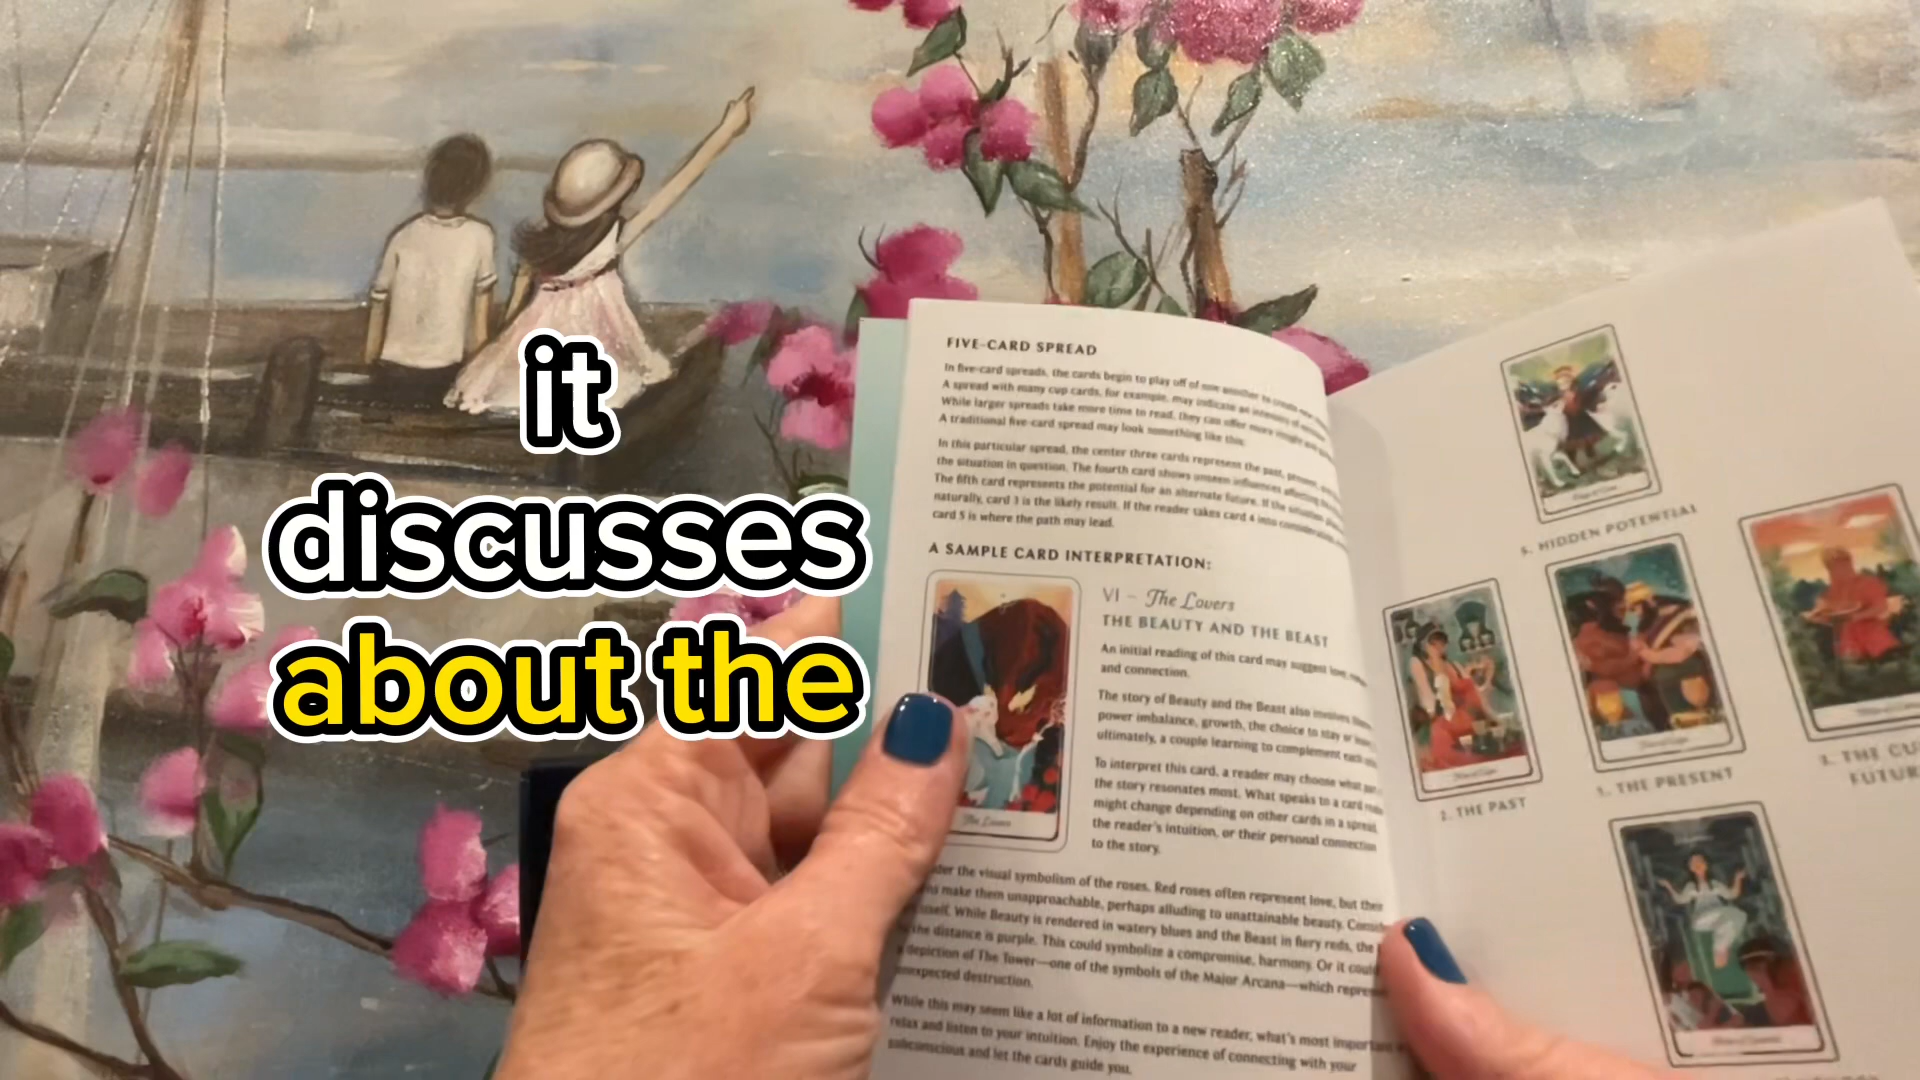 it
discusses
about the
FIVE-CARD SPREAD
In five-card spreads, the cards begin to play off of one another to create
A spread with many cup cards, for example, may indicate an intensity of
While larger spreads take more time to read, they can offer more insight
A traditional five-card spread may look something like this:
In this particular spread, the center three cards represent the past, present,
the situation in question. The fourth card shows unseen influences affecting
The fifth card represents the potential for an alternate future. If the situation
naturally, card 3 is the likely result. If the reader takes card 4 into consideration,
card 5 is where the path may lead.
A SAMPLE CARD INTERPRETATION:
VI – The Lovers
THE BEAUTY AND THE BEAST
An initial reading of this card may suggest love,
and connection.
The story of Beauty and the Beast also involves
power imbalance, growth, the choice to stay or
ultimately, a couple learning to complement each
To interpret this card, a reader may choose what
the story resonates most. What speaks to a card
might change depending on other cards in a spread,
the reader's intuition, or their personal connection
to the story.
The Lovers
the visual symbolism of the roses. Red roses often represent love, but their
make them unapproachable, perhaps alluding to unattainable beauty.
While Beauty is rendered in watery blues and the Beast in fiery reds, the
the distance is purple. This could symbolize a compromise, harmony. Or it could
depiction of The Tower—one of the symbols of the Major Arcana—which
unexpected destruction.
While this may seem like a lot of information to a new reader, what's most important
relax and listen to your intuition. Enjoy the experience of connecting with your
subconscious and let the cards guide you.
5. HIDDEN POTENTIAL
2. THE PAST
1. THE PRESENT
3. THE